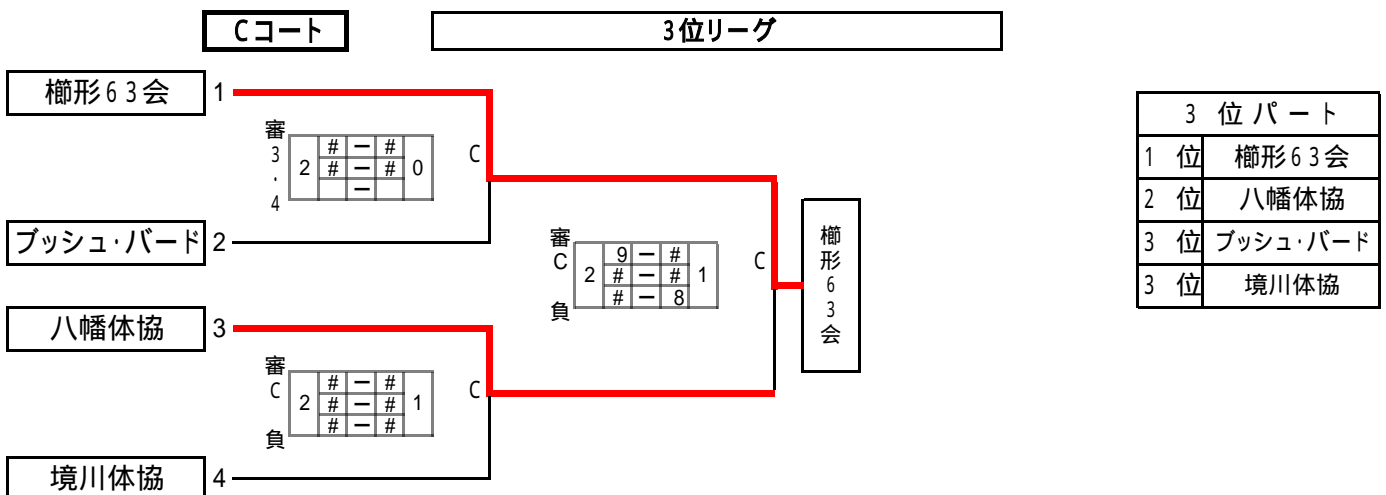 Cコート
3位リーグ
櫛形63会 1
審3・4
2 # ー # 0
# ー #
ー
C
ブッシュ・バード 2
審C負
2 9 ー # 1
# ー #
# ー 8
C
櫛形63会
八幡体協 3
審C負
2 # ー # 1
# ー #
# ー #
C
境川体協 4
3位パート
1位 櫛形63会
2位 八幡体協
3位 ブッシュ・バード
3位 境川体協